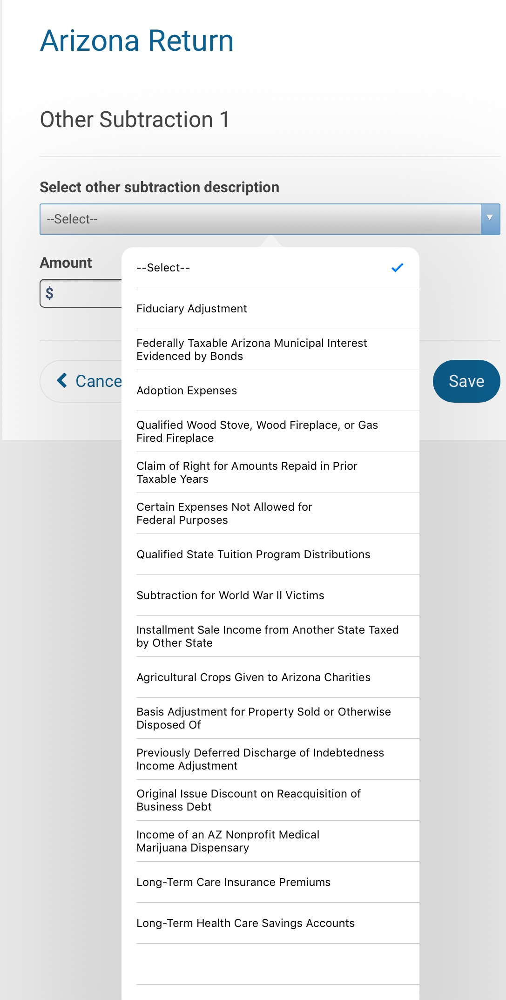 Arizona Return
Other Subtraction 1
Select other subtraction description
--Select--
Amount
$
--Select--
Fiduciary Adjustment
Federally Taxable Arizona Municipal Interest
Evidenced by Bonds
Adoption Expenses
Qualified Wood Stove, Wood Fireplace, or Gas
Fired Fireplace
Claim of Right for Amounts Repaid in Prior
Taxable Years
Certain Expenses Not Allowed for
Federal Purposes
Qualified State Tuition Program Distributions
Subtraction for World War II Victims
Installment Sale Income from Another State Taxed
by Other State
Agricultural Crops Given to Arizona Charities
Basis Adjustment for Property Sold or Otherwise
Disposed Of
Previously Deferred Discharge of Indebtedness
Income Adjustment
Original Issue Discount on Reacquisition of
Business Debt
Income of an AZ Nonprofit Medical
Marijuana Dispensary
Long-Term Care Insurance Premiums
Long-Term Health Care Savings Accounts
Cance
Save